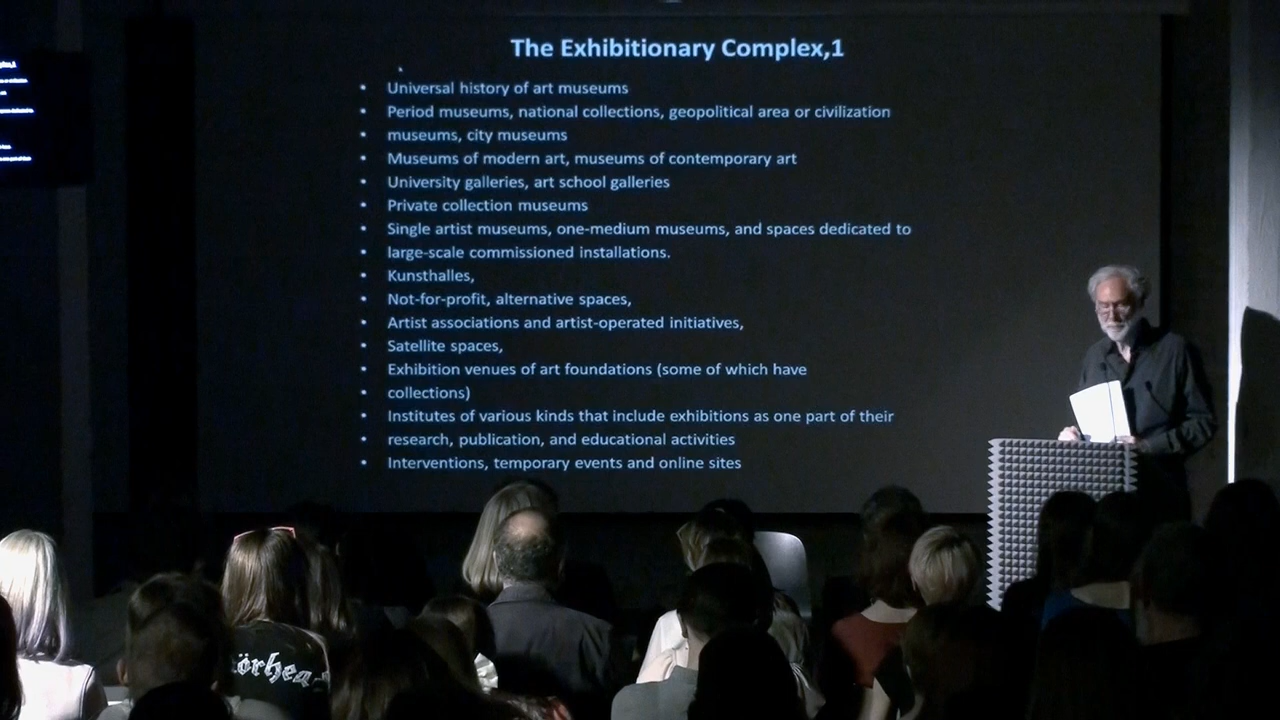 The Exhibitionary Complex,1
• Universal history of art museums
• Period museums, national collections, geopolitical area or civilization
• museums, city museums
• Museums of modern art, museums of contemporary art
• University galleries, art school galleries
• Private collection museums
• Single artist museums, one-medium museums, and spaces dedicated to
• large-scale commissioned installations.
• Kunsthalles,
• Not-for-profit, alternative spaces,
• Artist associations and artist-operated initiatives,
• Satellite spaces,
• Exhibition venues of art foundations (some of which have
• collections)
• Institutes of various kinds that include exhibitions as one part of their
• research, publication, and educational activities
• Interventions, temporary events and online sites